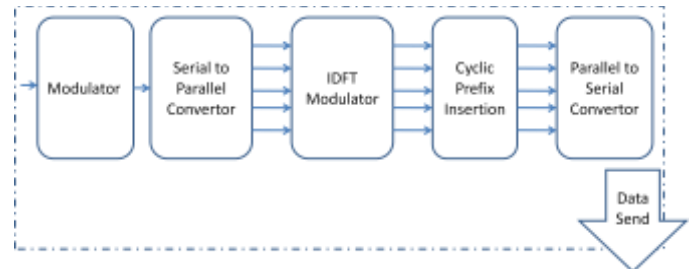 Modulator
Serial to
Parallel
Convertor
IDFT
Modulator
Cyclic
Prefix
Insertion
Parallel to
Serial
Convertor
Data
Send